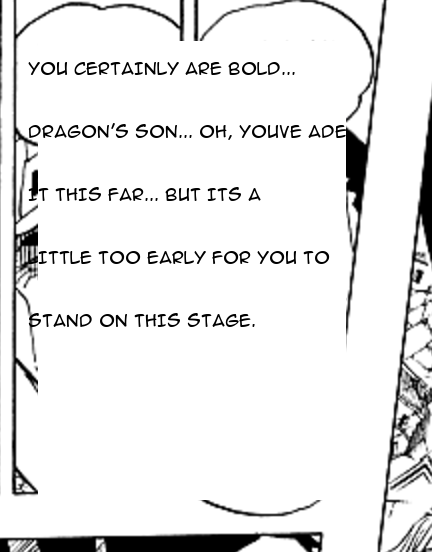 YOU CERTAINLY ARE BOLD...
DRAGON'S SON... OH, YOUVE ADE
IT THIS FAR... BUT ITS A
LITTLE TOO EARLY FOR YOU TO
STAND ON THIS STAGE.